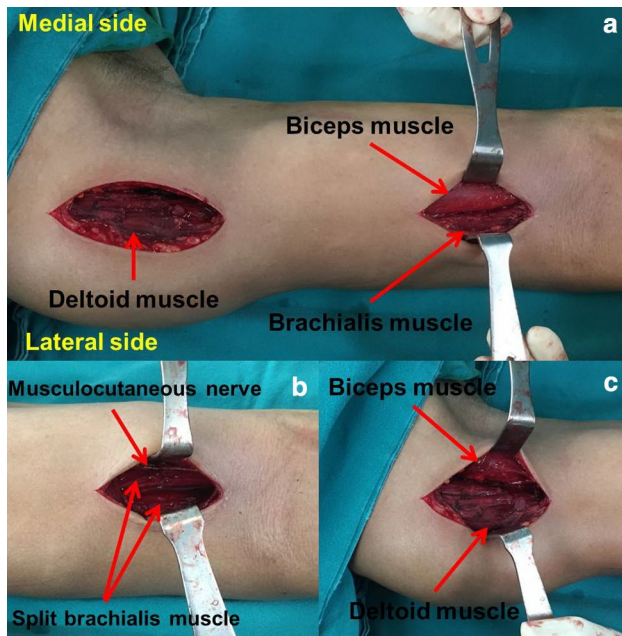 Medial side
a
Biceps muscle
Deltoid muscle
Brachialis muscle
Lateral side
Musculocutaneous nerve
b
Split brachialis muscle
Biceps muscle
c
Deltoid muscle